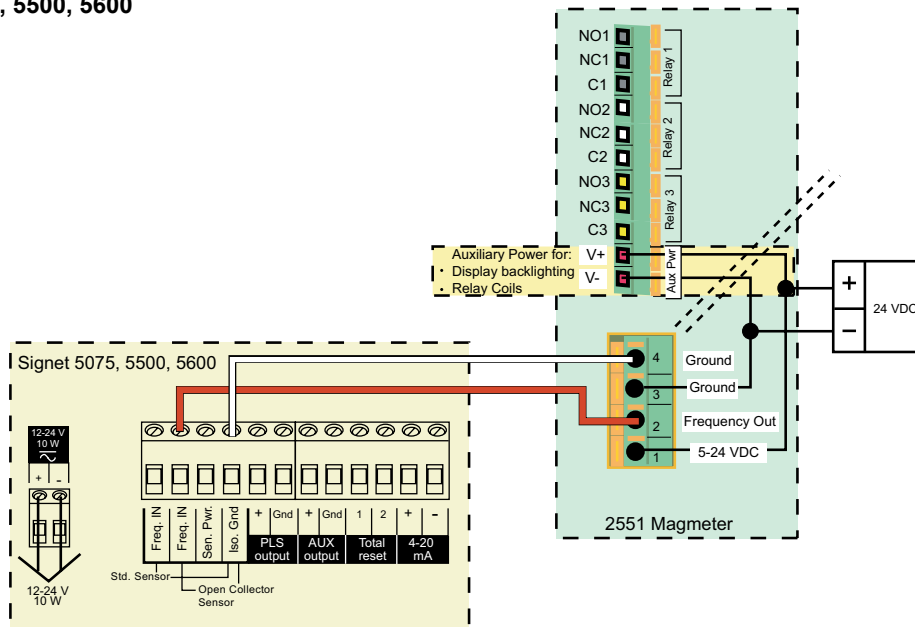 , 5500, 5600
NO1
NC1
C1
Relay 1
NO2
NC2
C2
Relay 2
NO3
NC3
C3
Relay 3
Auxiliary Power for:
• Display backlighting
• Relay Coils
V+
V-
Aux Pwr
+
−
24 VDC
4 Ground
3 Ground
2 Frequency Out
1 5-24 VDC
2551 Magmeter
Signet 5075, 5500, 5600
12-24 V
10 W
+ -
12-24 V
10 W
Freq. IN
Freq. IN
Sen. Pwr.
Iso. Gnd
+ Gnd + Gnd 1 2 + -
PLS output
AUX output
Total reset
4-20 mA
Std. Sensor
Open Collector
Sensor